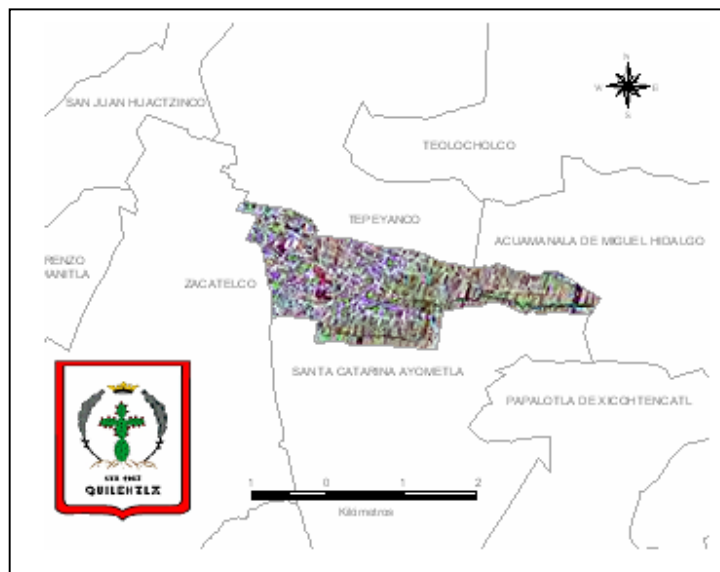 N
SAN JUAN HUACTZINCO
W E
S
TEOLOCHOLCO
TEPEYANCO
ACUAMANALA DE MIGUEL HIDALGO
RENZO
ZACATELCO
SANTA CATARINA AYOMETLA
PAPALOTLA DE XICOHTENCATL
QUILEHTLA
1 0 1 2
Kilómetros